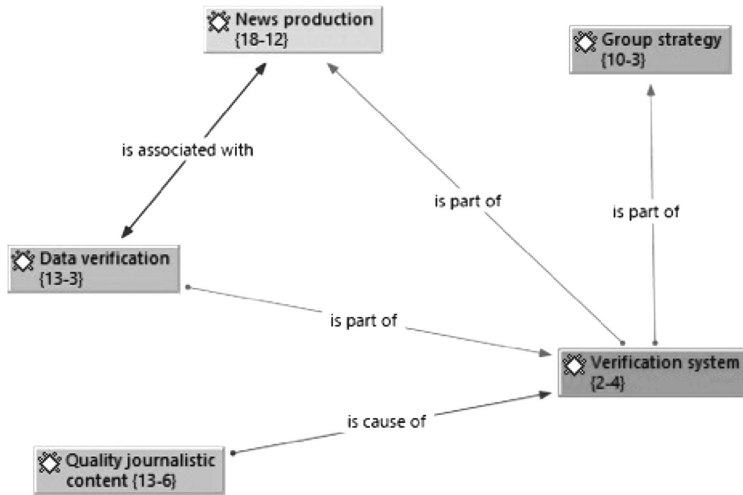 News production
{18-12}
Group strategy
{10-3}
is associated with
is part of
is part of
Data verification
{13-3}
is part of
Verification system
{2-4}
is cause of
Quality journalistic
content {13-6}